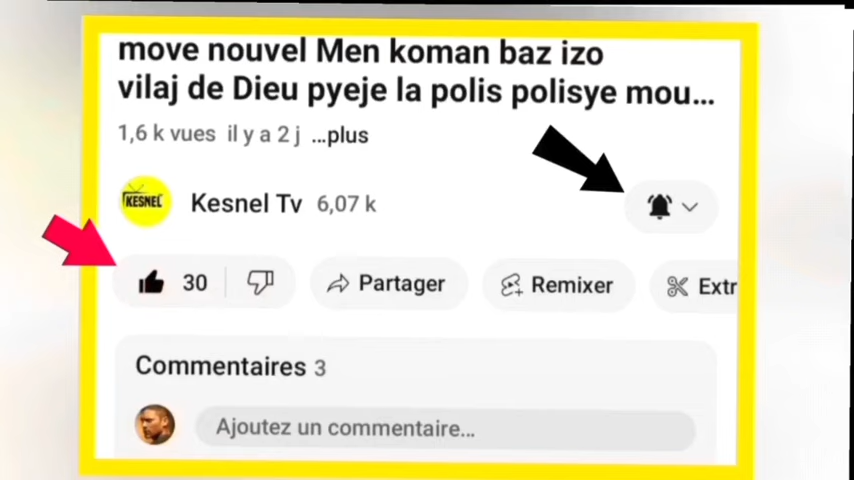 move nouvel Men koman baz izo
vilaj de Dieu pyeje la polis polisye mou...
1,6 k vues il y a 2 j ...plus
KESNEL
Kesnel Tv 6,07 k
30 Partager Remixer Extr
Commentaires 3
Ajoutez un commentaire...